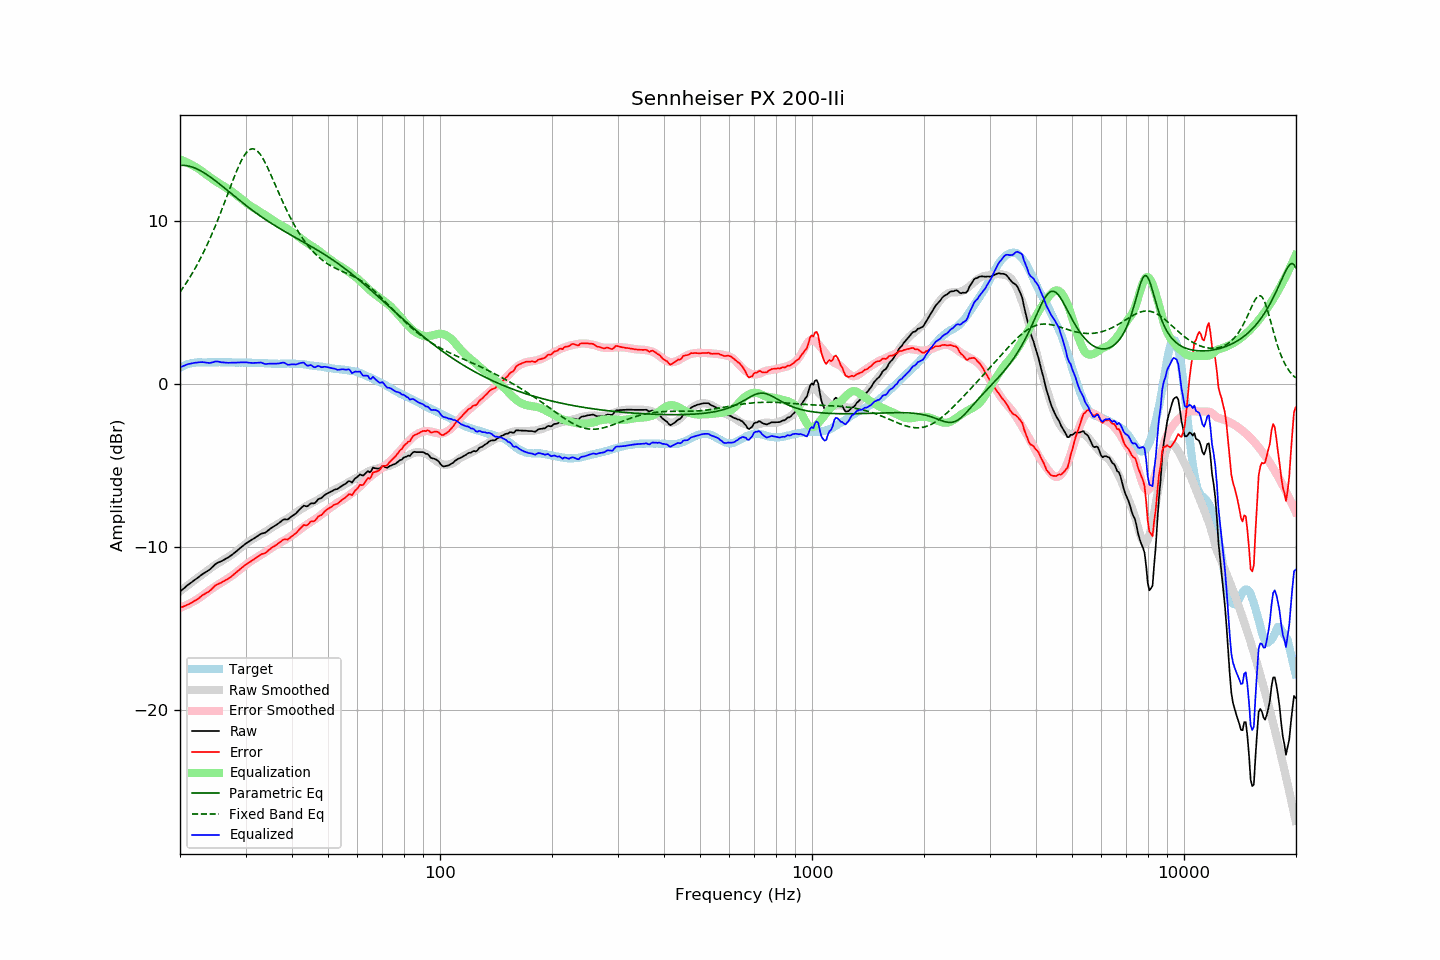 Sennheiser PX 200-IIi
Amplitude (dBr)
10
0
−10
−20
Target
Raw Smoothed
Error Smoothed
Raw
Error
Equalization
Parametric Eq
Fixed Band Eq
Equalized
100
1000
10000
Frequency (Hz)